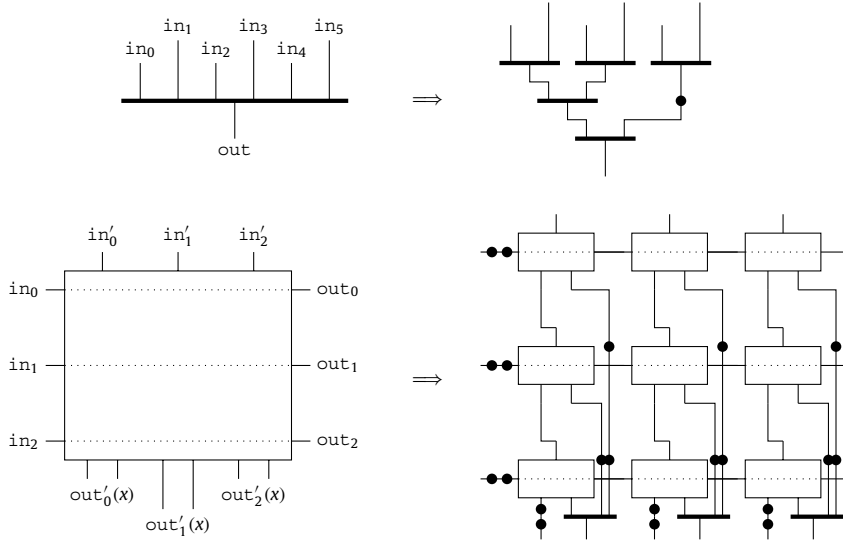 in₁ in₃ in₅
in₀ in₂ in₄
⟹
out
in′₀ in′₁ in′₂
in₀ out₀
in₁ out₁
⟹
in₂ out₂
out′₀(x) out′₂(x)
out′₁(x)